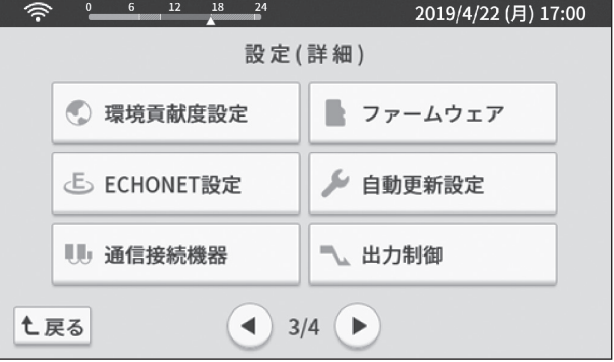 0 6 12 18 24
2019/4/22 (月) 17:00
設定(詳細)
環境貢献度設定
ファームウェア
ECHONET設定
自動更新設定
通信接続機器
出力制御
戻る
3/4